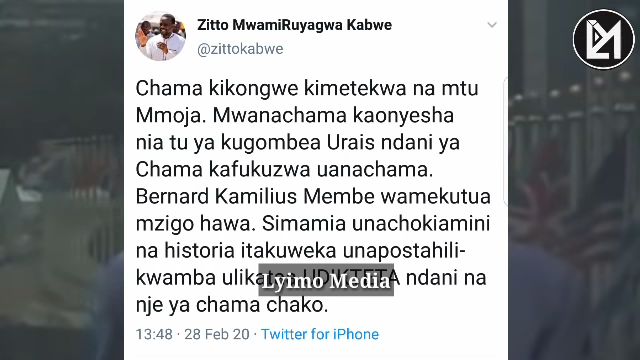 Zitto MwamiRuyagwa Kabwe
@zittokabwe
Chama kikongwe kimetekwa na mtu
Mmoja. Mwanachama kaonyesha
nia tu ya kugombea Urais ndani ya
Chama kafukuzwa uanachama.
Bernard Kamilius Membe wamekutua
mzigo hawa. Simamia unachokiamini
na historia itakuweka unapostahili-
kwamba ulikataa UDIKTETA ndani na
Lyimo Media
nje ya chama chako.
13:48 · 28 Feb 20 · Twitter for iPhone